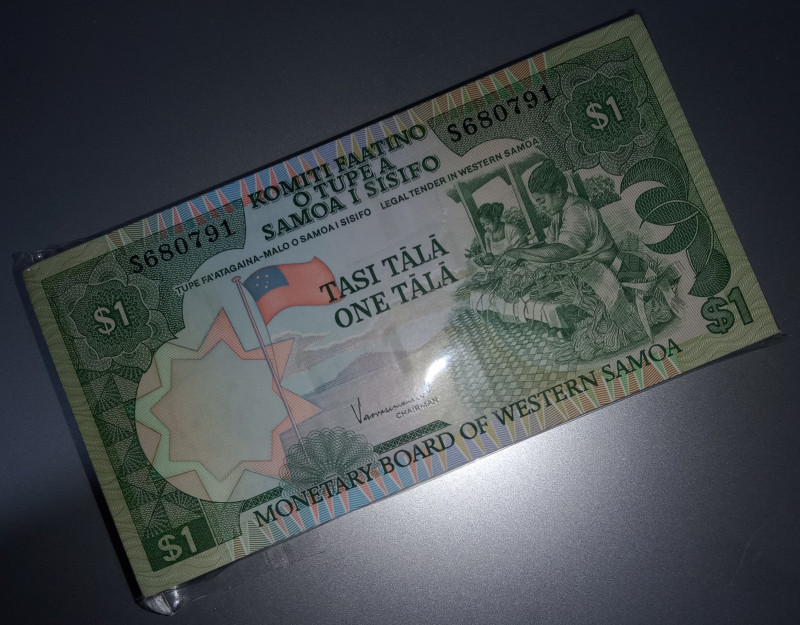 $1
S680791
KOMITI FAATINO
O TUPE A
SAMOA I SISIFO
S680791
TUPE FA'ATAGAINA-MALO O SAMOA I SISIFO LEGAL TENDER IN WESTERN SAMOA
$1
TASI TĀLĀ
ONE TĀLĀ
$1
CHAIRMAN
MONETARY BOARD OF WESTERN SAMOA
$1